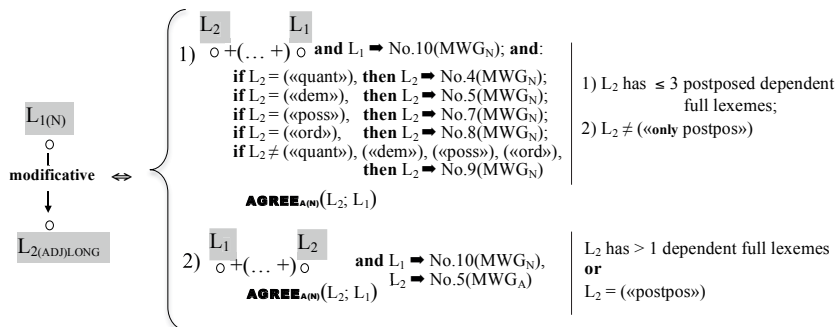 L2 L1
1) ○ +(… +) ○ and L1 ➡ No.10(MWGN); and:
if L2 = («quant»), then L2 ➡ No.4(MWGN);
if L2 = («dem»), then L2 ➡ No.5(MWGN);
if L2 = («poss»), then L2 ➡ No.7(MWGN);
if L2 = («ord»), then L2 ➡ No.8(MWGN);
if L2 ≠ («quant»), («dem»), («poss»), («ord»),
then L2 ➡ No.9(MWGN)
AGREEA(N)(L2; L1)
1) L2 has ≤ 3 postposed dependent
full lexemes;
2) L2 ≠ («only postpos»)
L1(N)
modificative ⇔
L2(ADJ)LONG
L1 L2
2) ○ +(… +) ○ and L1 ➡ No.10(MWGN),
L2 ➡ No.5(MWGA)
AGREEA(N)(L2; L1)
L2 has > 1 dependent full lexemes
or
L2 = («postpos»)